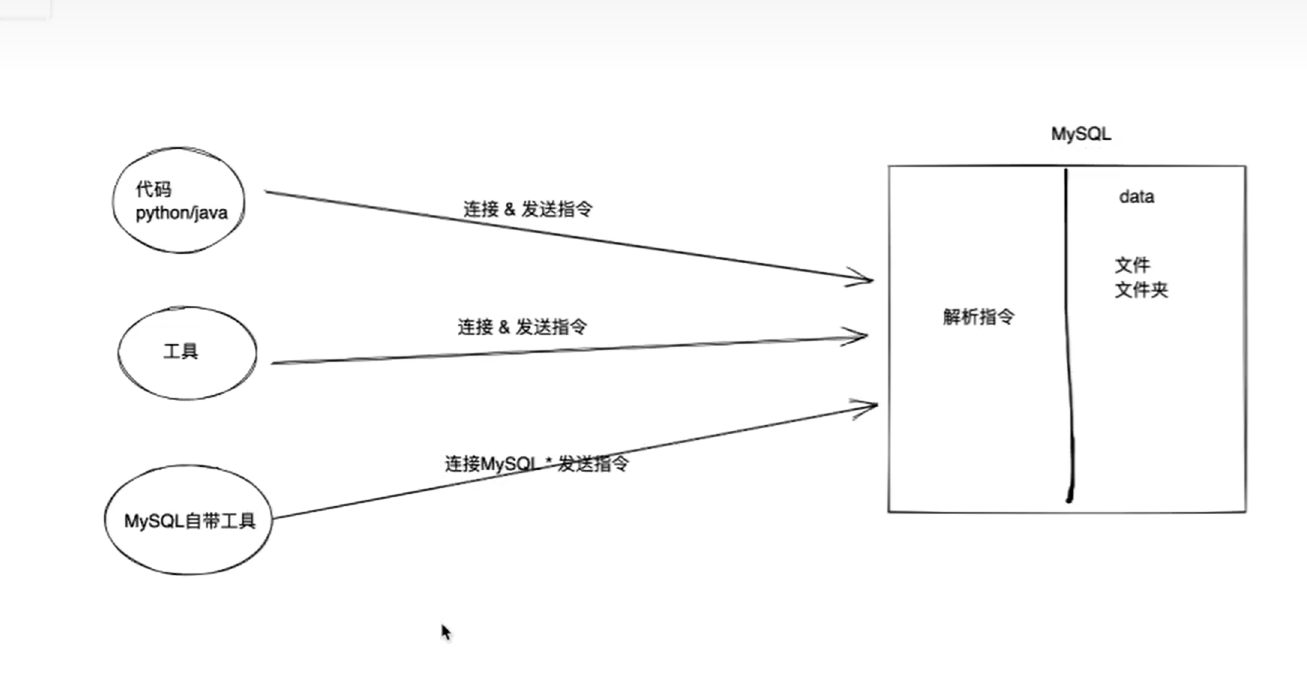 MySQL
代码
python/java
连接 & 发送指令
data
文件
文件夹
解析指令
工具
连接 & 发送指令
连接MySQL * 发送指令
MySQL自带工具